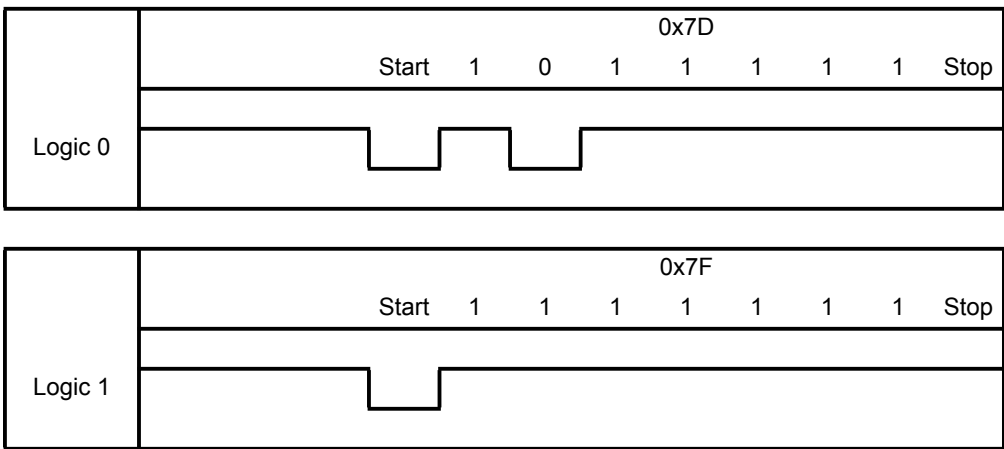 0x7D
Start 1 0 1 1 1 1 1 Stop
Logic 0
0x7F
Start 1 1 1 1 1 1 1 Stop
Logic 1